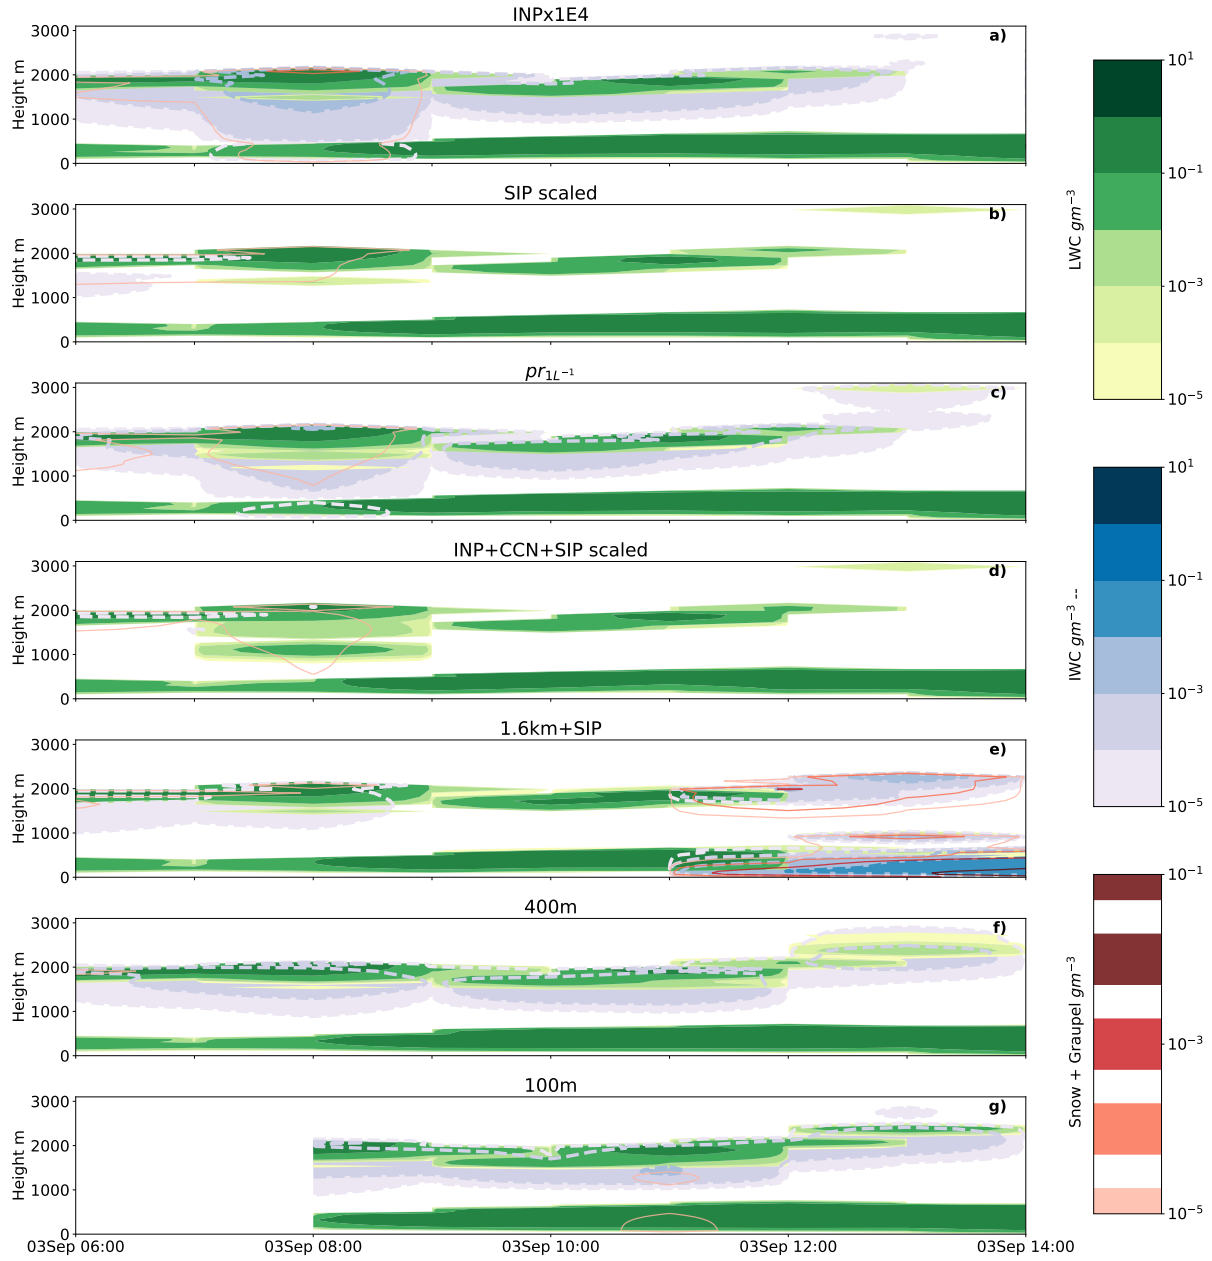 INPx1E4
a)
Height m
3000
2000
1000
0
SIP scaled
b)
Height m
3000
2000
1000
0
pr₁L⁻¹
c)
Height m
3000
2000
1000
0
INP+CCN+SIP scaled
d)
Height m
3000
2000
1000
0
1.6km+SIP
e)
Height m
3000
2000
1000
0
400m
f)
Height m
3000
2000
1000
0
100m
g)
Height m
3000
2000
1000
0
03Sep 06:00 03Sep 08:00 03Sep 10:00 03Sep 12:00 03Sep 14:00
LWC gm⁻³
10¹
10⁻¹
10⁻³
10⁻⁵
IWC gm⁻³ --
10¹
10⁻¹
10⁻³
10⁻⁵
Snow + Graupel gm⁻³
10⁻¹
10⁻³
10⁻⁵